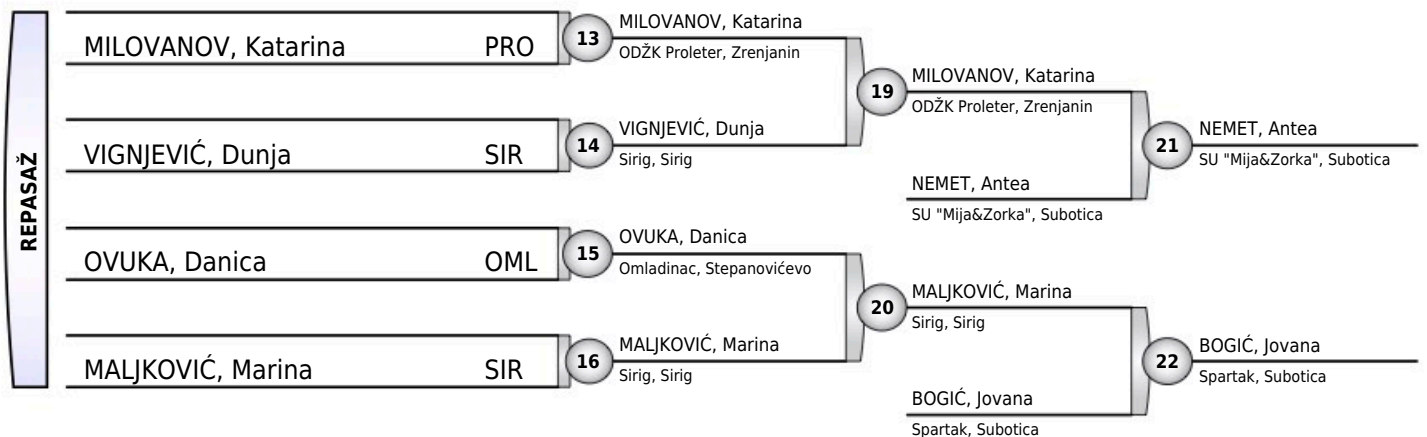 REPASAŽ
MILOVANOV, Katarina PRO
VIGNJEVIĆ, Dunja SIR
OVUKA, Danica OML
MALJKOVIĆ, Marina SIR
13
MILOVANOV, Katarina
ODŽK Proleter, Zrenjanin
14
VIGNJEVIĆ, Dunja
Sirig, Sirig
15
OVUKA, Danica
Omladinac, Stepanovićevo
16
MALJKOVIĆ, Marina
Sirig, Sirig
19
MILOVANOV, Katarina
ODŽK Proleter, Zrenjanin
NEMET, Antea
SU "Mija&Zorka", Subotica
20
MALJKOVIĆ, Marina
Sirig, Sirig
BOGIĆ, Jovana
Spartak, Subotica
21
NEMET, Antea
SU "Mija&Zorka", Subotica
22
BOGIĆ, Jovana
Spartak, Subotica